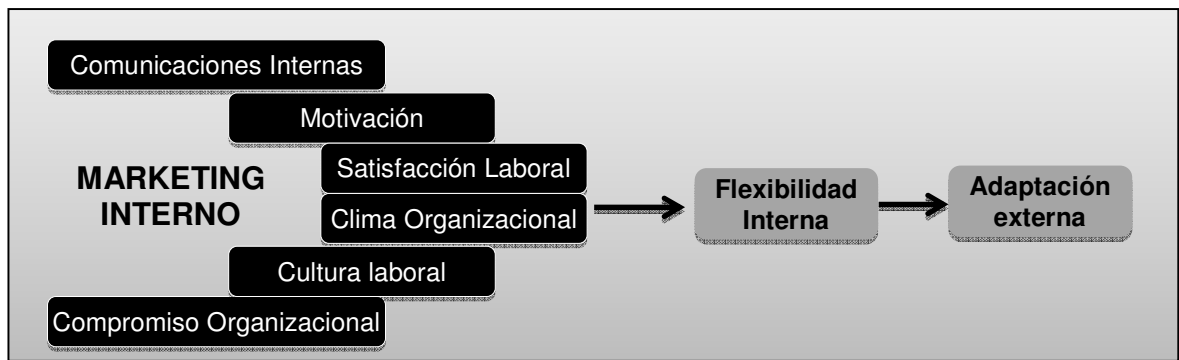 Comunicaciones Internas
Motivación
Satisfacción Laboral
MARKETING
INTERNO
Clima Organizacional
Cultura laboral
Compromiso Organizacional
Flexibilidad
Interna
Adaptación
externa